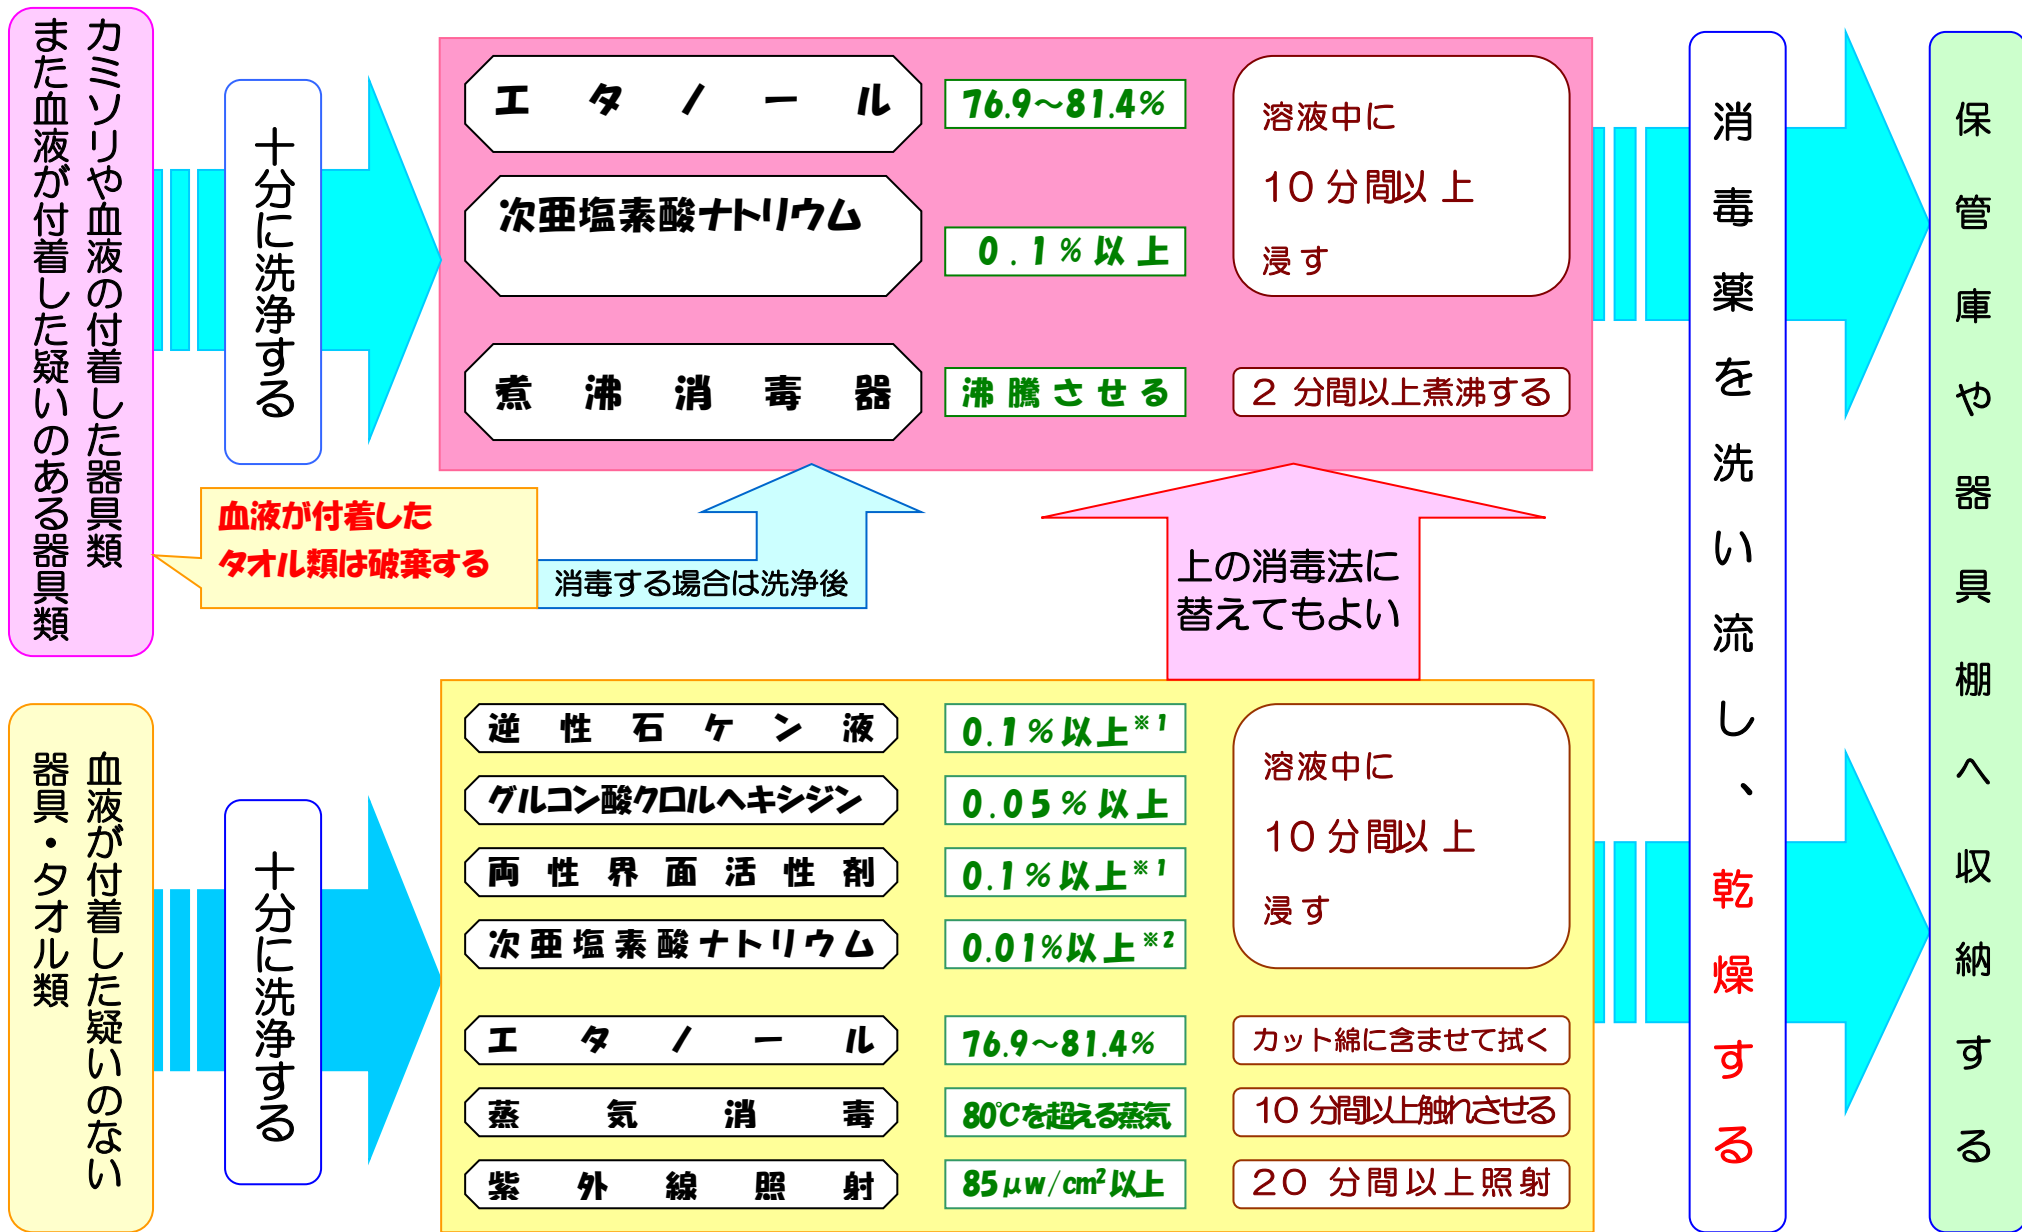 カミソリや血液の付着した器具類
また血液が付着した疑いのある器具類
十分に洗浄する
エタノール
76.9～81.4%
次亜塩素酸ナトリウム
0.1%以上
溶液中に
10分間以上
浸す
煮沸消毒器
沸騰させる
2分間以上煮沸する
血液が付着した
タオル類は破棄する
消毒する場合は洗浄後
上の消毒法に
替えてもよい
血液が付着した疑いのない
器具・タオル類
十分に洗浄する
逆性石ケン液
0.1%以上※1
グルコン酸クロルヘキシジン
0.05%以上
両性界面活性剤
0.1%以上※1
次亜塩素酸ナトリウム
0.01%以上※2
溶液中に
10分間以上
浸す
エタノール
76.9～81.4%
カット綿に含ませて拭く
蒸気消毒
80℃を超える蒸気
10分間以上触れさせる
紫外線照射
85μw/cm²以上
20分間以上照射
消毒薬を洗い流し、乾燥する
保管庫や器具棚へ収納する